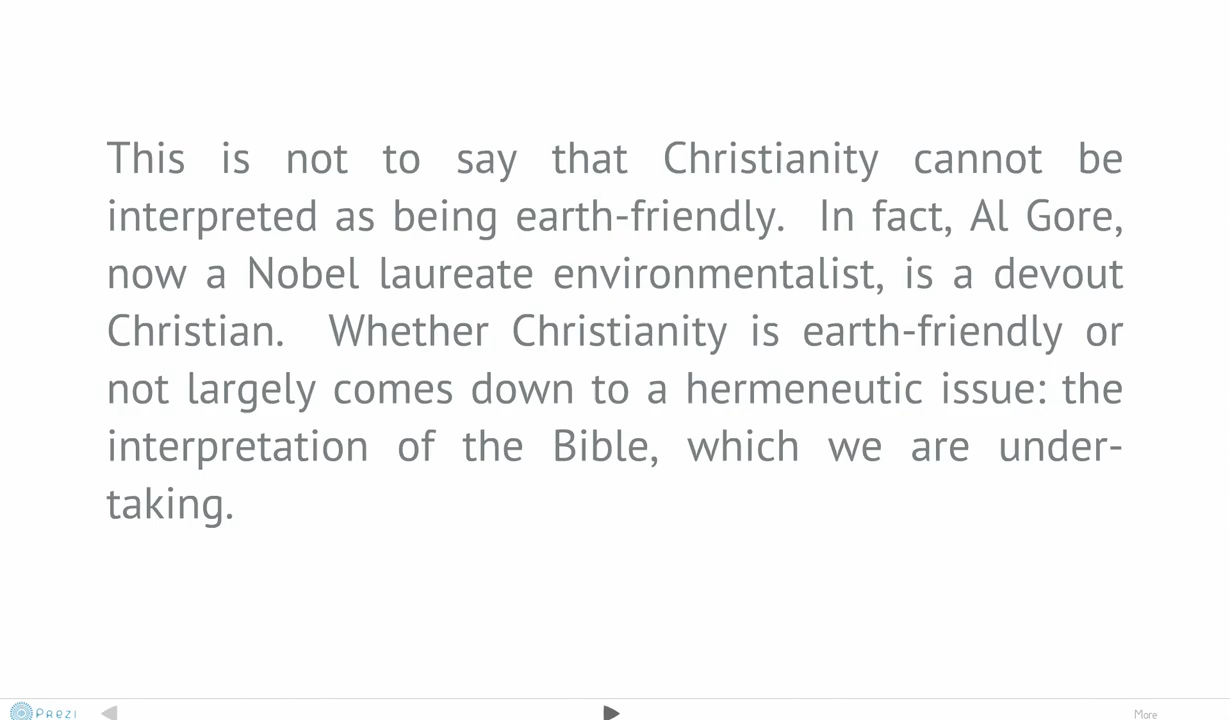 This is not to say that Christianity cannot be
interpreted as being earth-friendly.  In fact, Al Gore,
now a Nobel laureate environmentalist, is a devout
Christian.  Whether Christianity is earth-friendly or
not largely comes down to a hermeneutic issue: the
interpretation of the Bible, which we are under-
taking.
Prezi
More